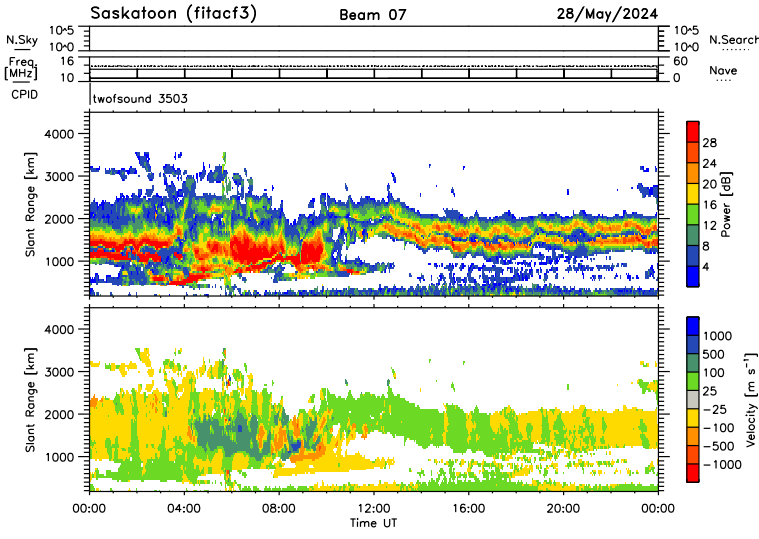 Saskatoon (fitacf3) Beam 07 28/May/2024
N.Sky 10^5 10^5 N.Search
10^0 10^0
Freq. 16 60
[MHz] 10 0 Nave
CPID twofsound 3503
Slant Range [km]
4000
3000
2000
1000
Power [dB]
28
24
20
16
12
8
4
Slant Range [km]
4000
3000
2000
1000
Velocity [m s⁻¹]
1000
500
100
25
−25
−100
−500
−1000
00:00 04:00 08:00 12:00 16:00 20:00 00:00
Time UT